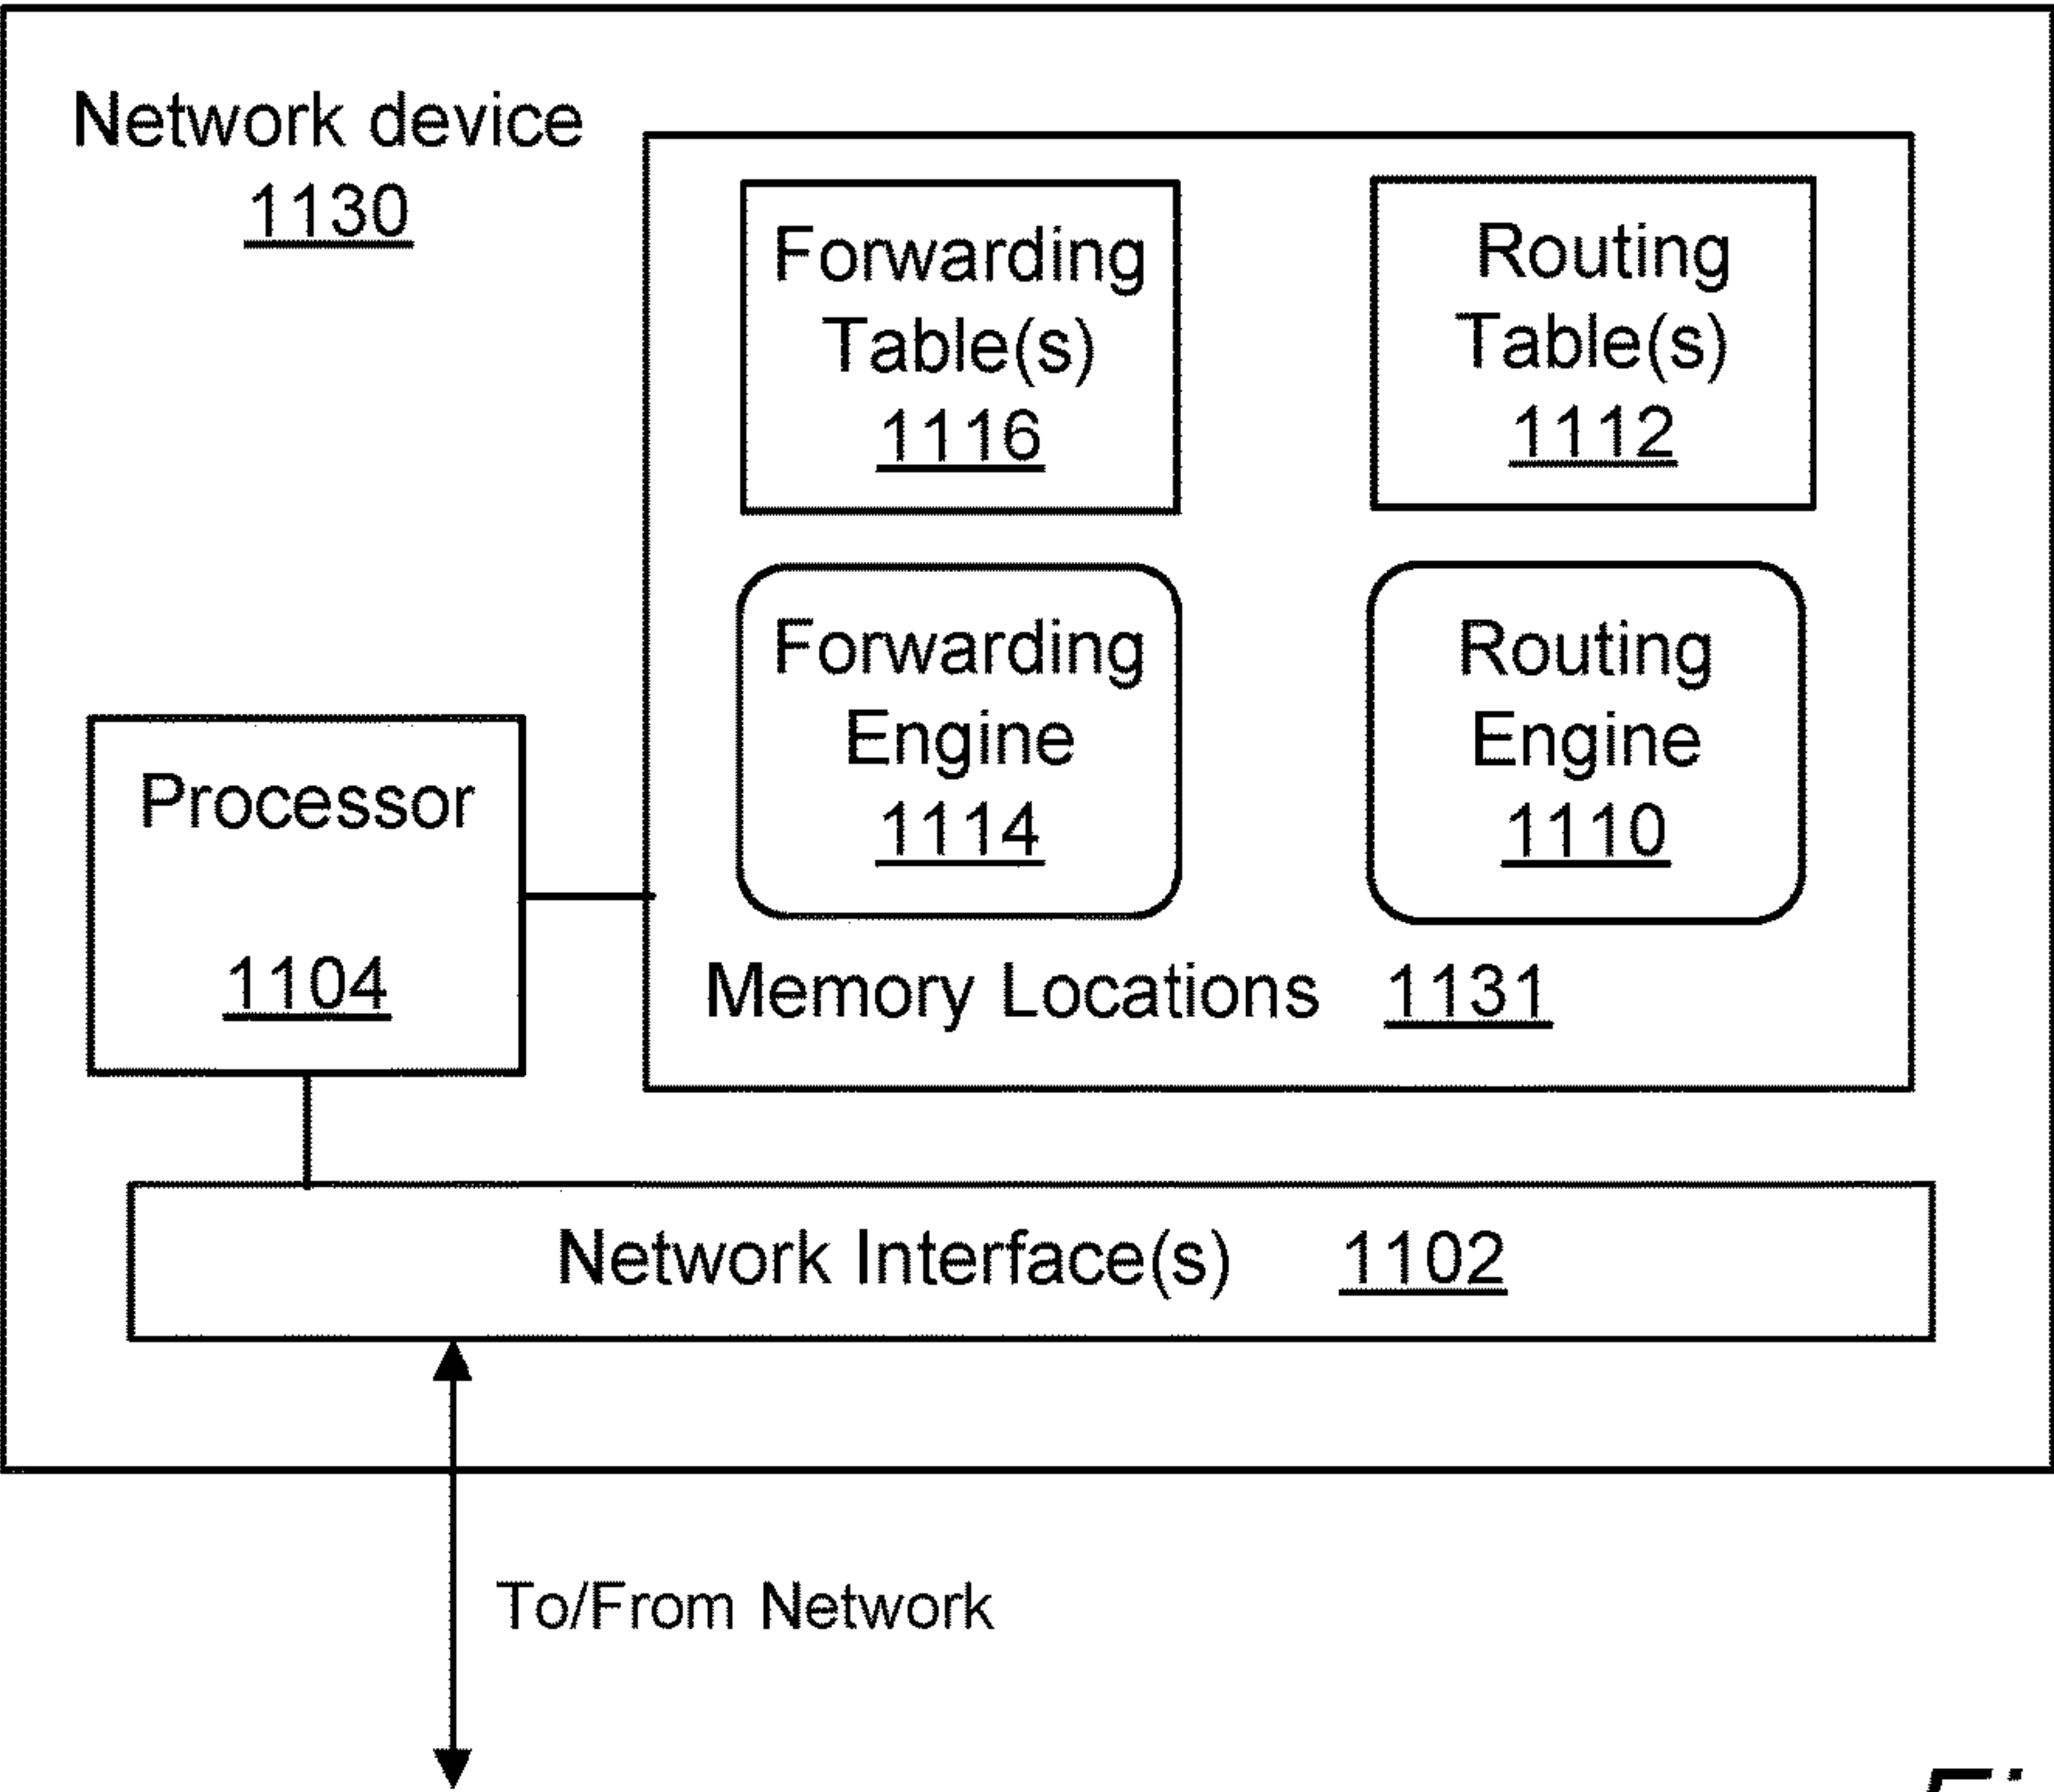 Network device
1130
Forwarding
Table(s)
1116
Routing
Table(s)
1112
Forwarding
Engine
1114
Routing
Engine
1110
Processor
1104
Memory Locations 1131
Network Interface(s) 1102
To/From Network